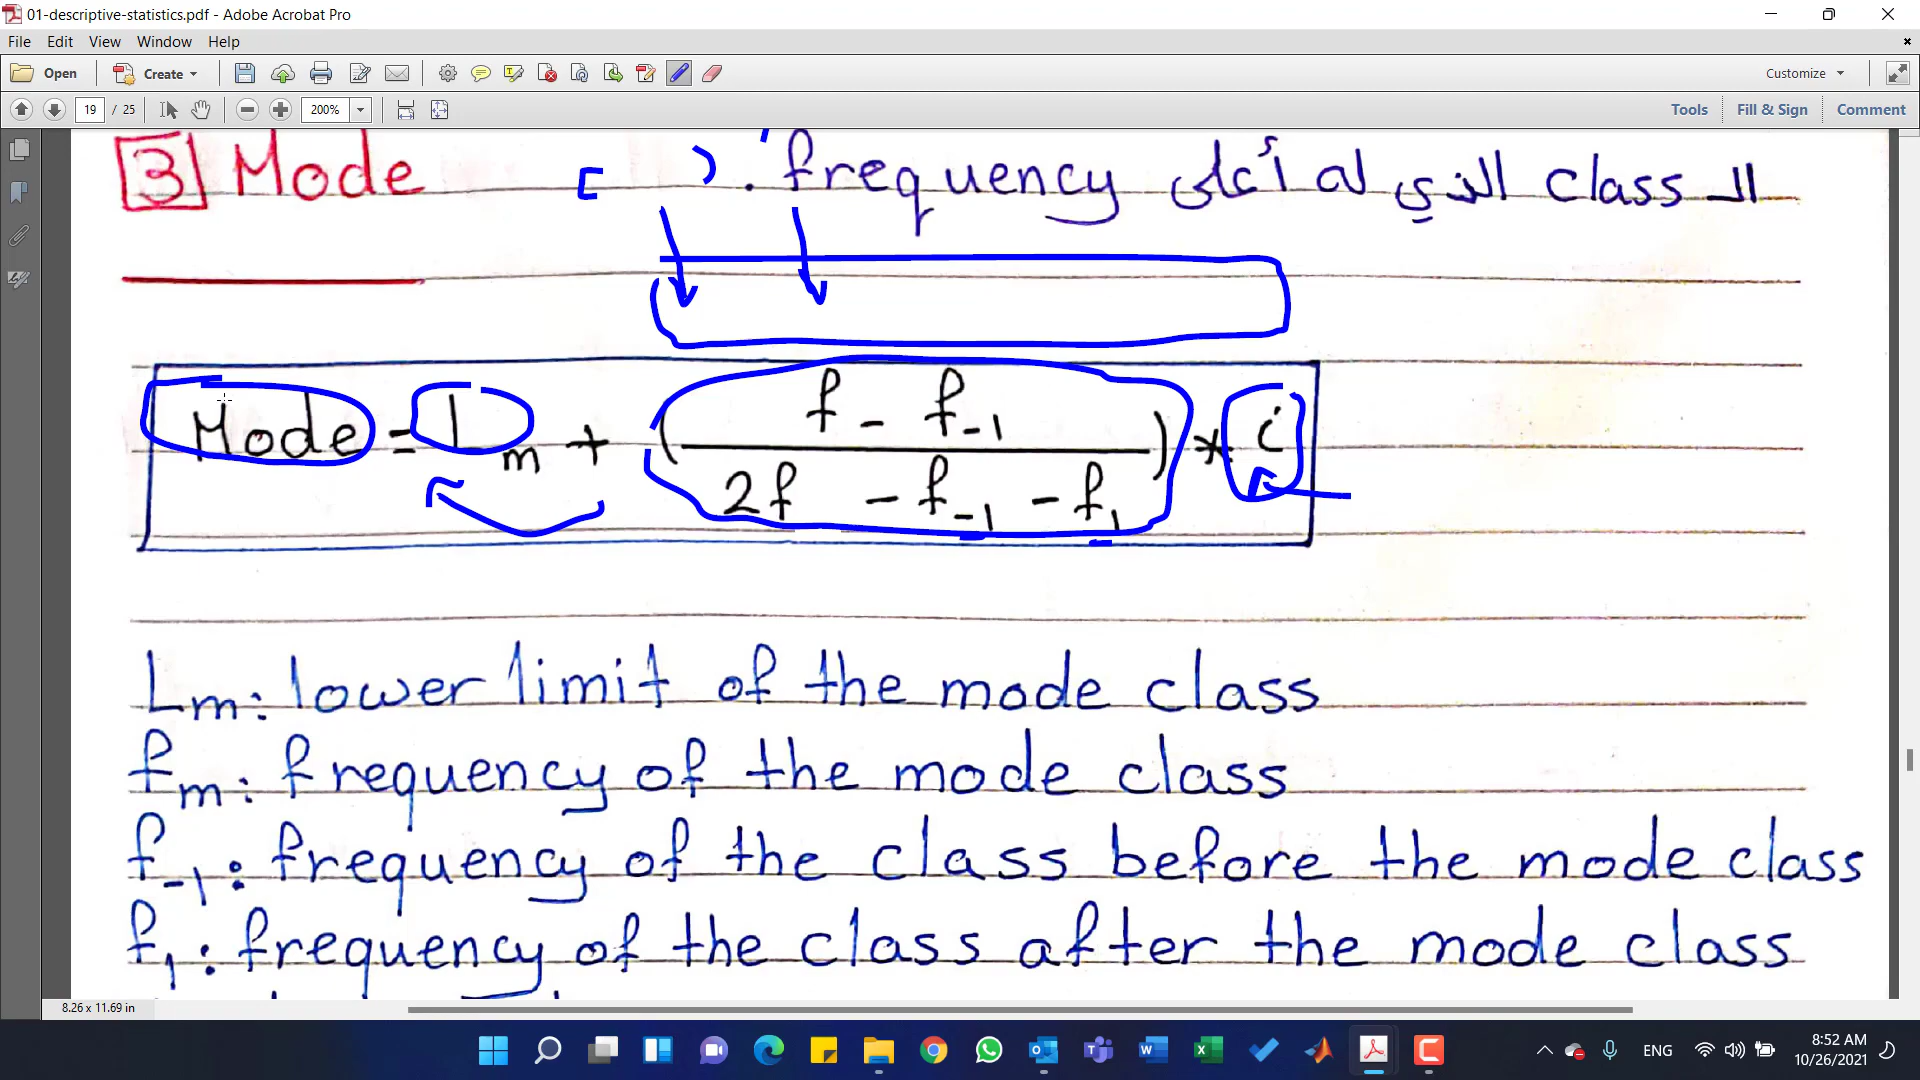 01-descriptive-statistics.pdf - Adobe Acrobat Pro
File Edit View Window Help
Open Create Customize
19 / 25 200% Tools Fill & Sign Comment
3 Mode
الـ class الذي له أعلى frequency.
Mode = L m + ( f - f-1 / 2f - f-1 - f1 ) * i
Lm: lower limit of the mode class
fm: frequency of the mode class
f-1: frequency of the class before the mode class
f1: frequency of the class after the mode class
8.26 x 11.69 in
ENG 8:52 AM
10/26/2021